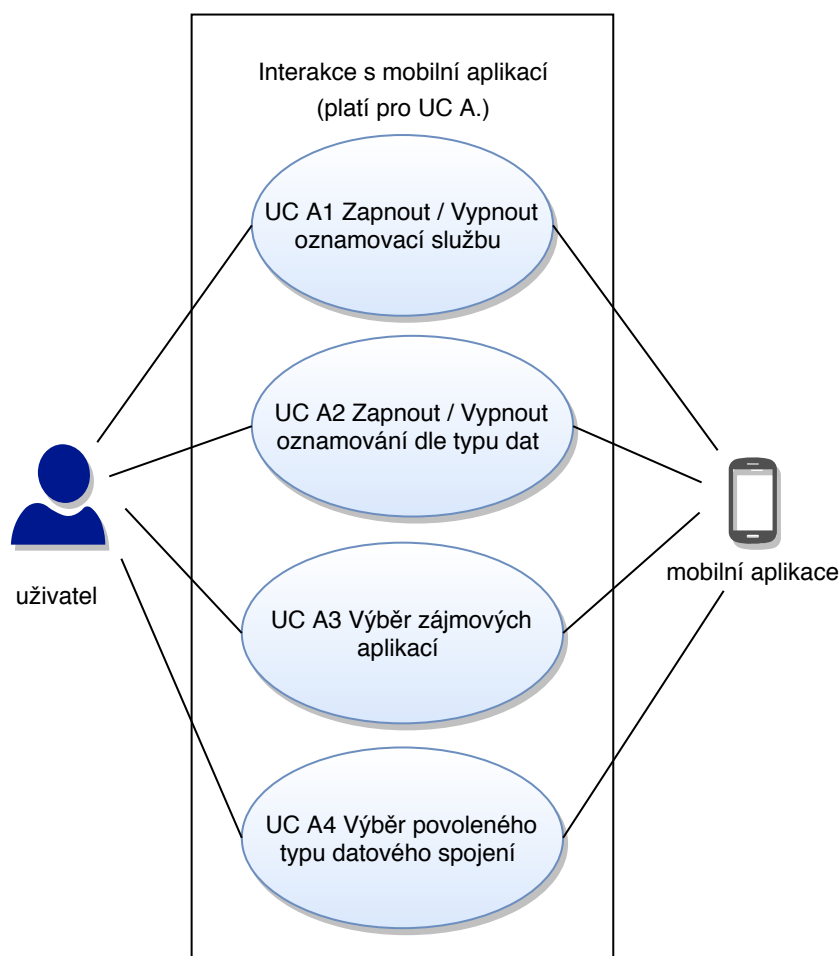 Interakce s mobilní aplikací
(platí pro UC A.)
UC A1 Zapnout / Vypnout
oznamovací službu
UC A2 Zapnout / Vypnout
oznamování dle typu dat
uživatel
mobilní aplikace
UC A3 Výběr zájmových
aplikací
UC A4 Výběr povoleného
typu datového spojení